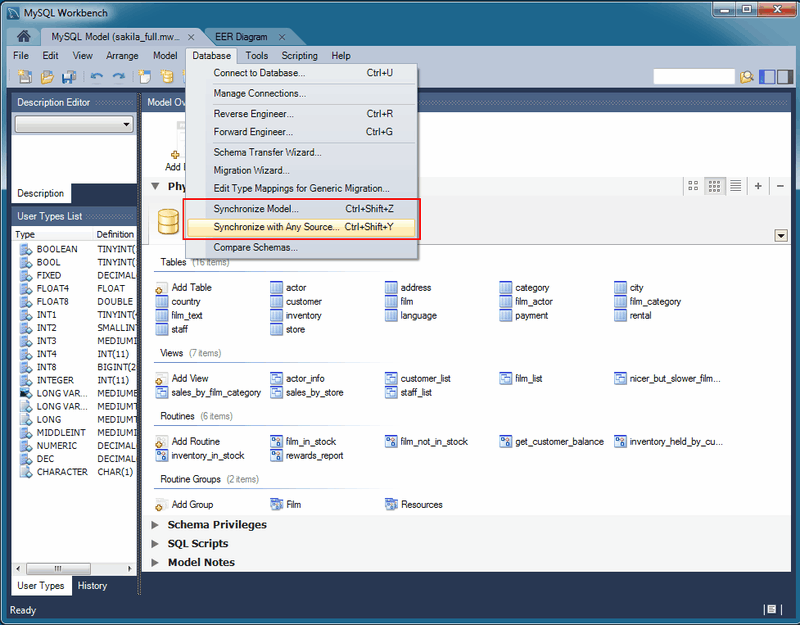 MySQL Workbench
MySQL Model (sakila_full.mw... EER Diagram
File Edit View Arrange Model Database Tools Scripting Help
Connect to Database... Ctrl+U
Manage Connections...
Reverse Engineer... Ctrl+R
Forward Engineer... Ctrl+G
Schema Transfer Wizard...
Migration Wizard...
Edit Type Mappings for Generic Migration...
Synchronize Model... Ctrl+Shift+Z
Synchronize with Any Source... Ctrl+Shift+Y
Compare Schemas...
Description Editor
Description
User Types List
Type Definition
BOOLEAN TINYINT(
BOOL TINYINT(
FIXED DECIMAL
FLOAT4 FLOAT
FLOAT8 DOUBLE
INT1 TINYINT(
INT2 SMALLINT
INT3 MEDIUMI
INT4 INT(11)
INT8 BIGINT(2
INTEGER INT(11)
LONG VAR... MEDIUME
LONG VAR... MEDIUMT
LONG MEDIUMT
MIDDLEINT MEDIUMI
NUMERIC DECIMAL
DEC DECIMAL
CHARACTER CHAR(1)
User Types History
Model Ov
Add
Phy
Tables (16 items)
Add Table actor address category city
country customer film film_actor film_category
film_text inventory language payment rental
staff store
Views (7 items)
Add View actor_info customer_list film_list nicer_but_slower_film...
sales_by_film_category sales_by_store staff_list
Routines (6 items)
Add Routine film_in_stock film_not_in_stock get_customer_balance inventory_held_by_cu...
inventory_in_stock rewards_report
Routine Groups (2 items)
Add Group Film Resources
Schema Privileges
SQL Scripts
Model Notes
Ready